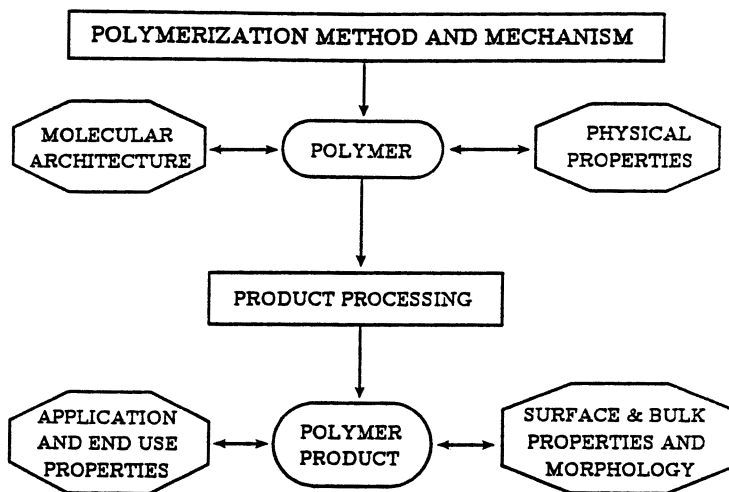 POLYMERIZATION METHOD AND MECHANISM
MOLECULAR
ARCHITECTURE
POLYMER
PHYSICAL
PROPERTIES
PRODUCT PROCESSING
APPLICATION
AND END USE
PROPERTIES
POLYMER
PRODUCT
SURFACE & BULK
PROPERTIES AND
MORPHOLOGY